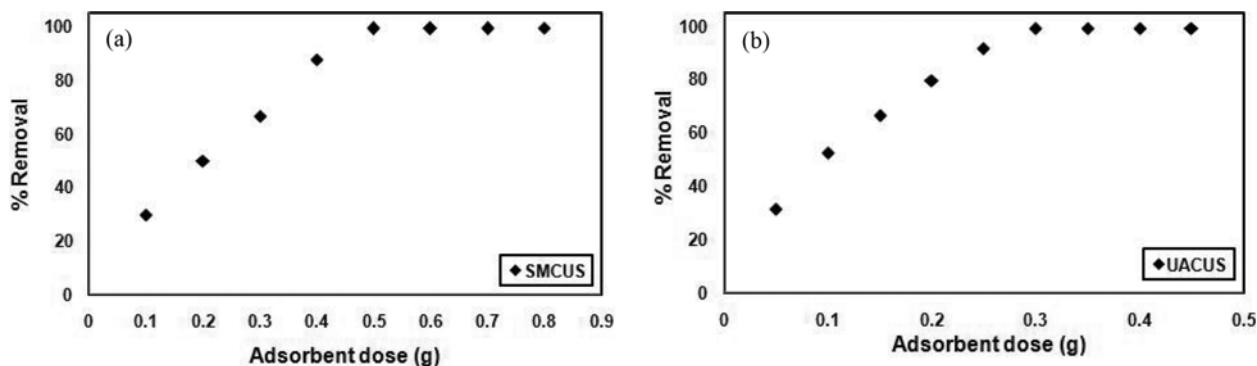 (a)
100
80
60
40
20
0
% Removal
SMCUS
0 0.1 0.2 0.3 0.4 0.5 0.6 0.7 0.8 0.9
Adsorbent dose (g)
(b)
100
80
60
40
20
0
% Removal
UACUS
0 0.1 0.2 0.3 0.4 0.5
Adsorbent dose (g)